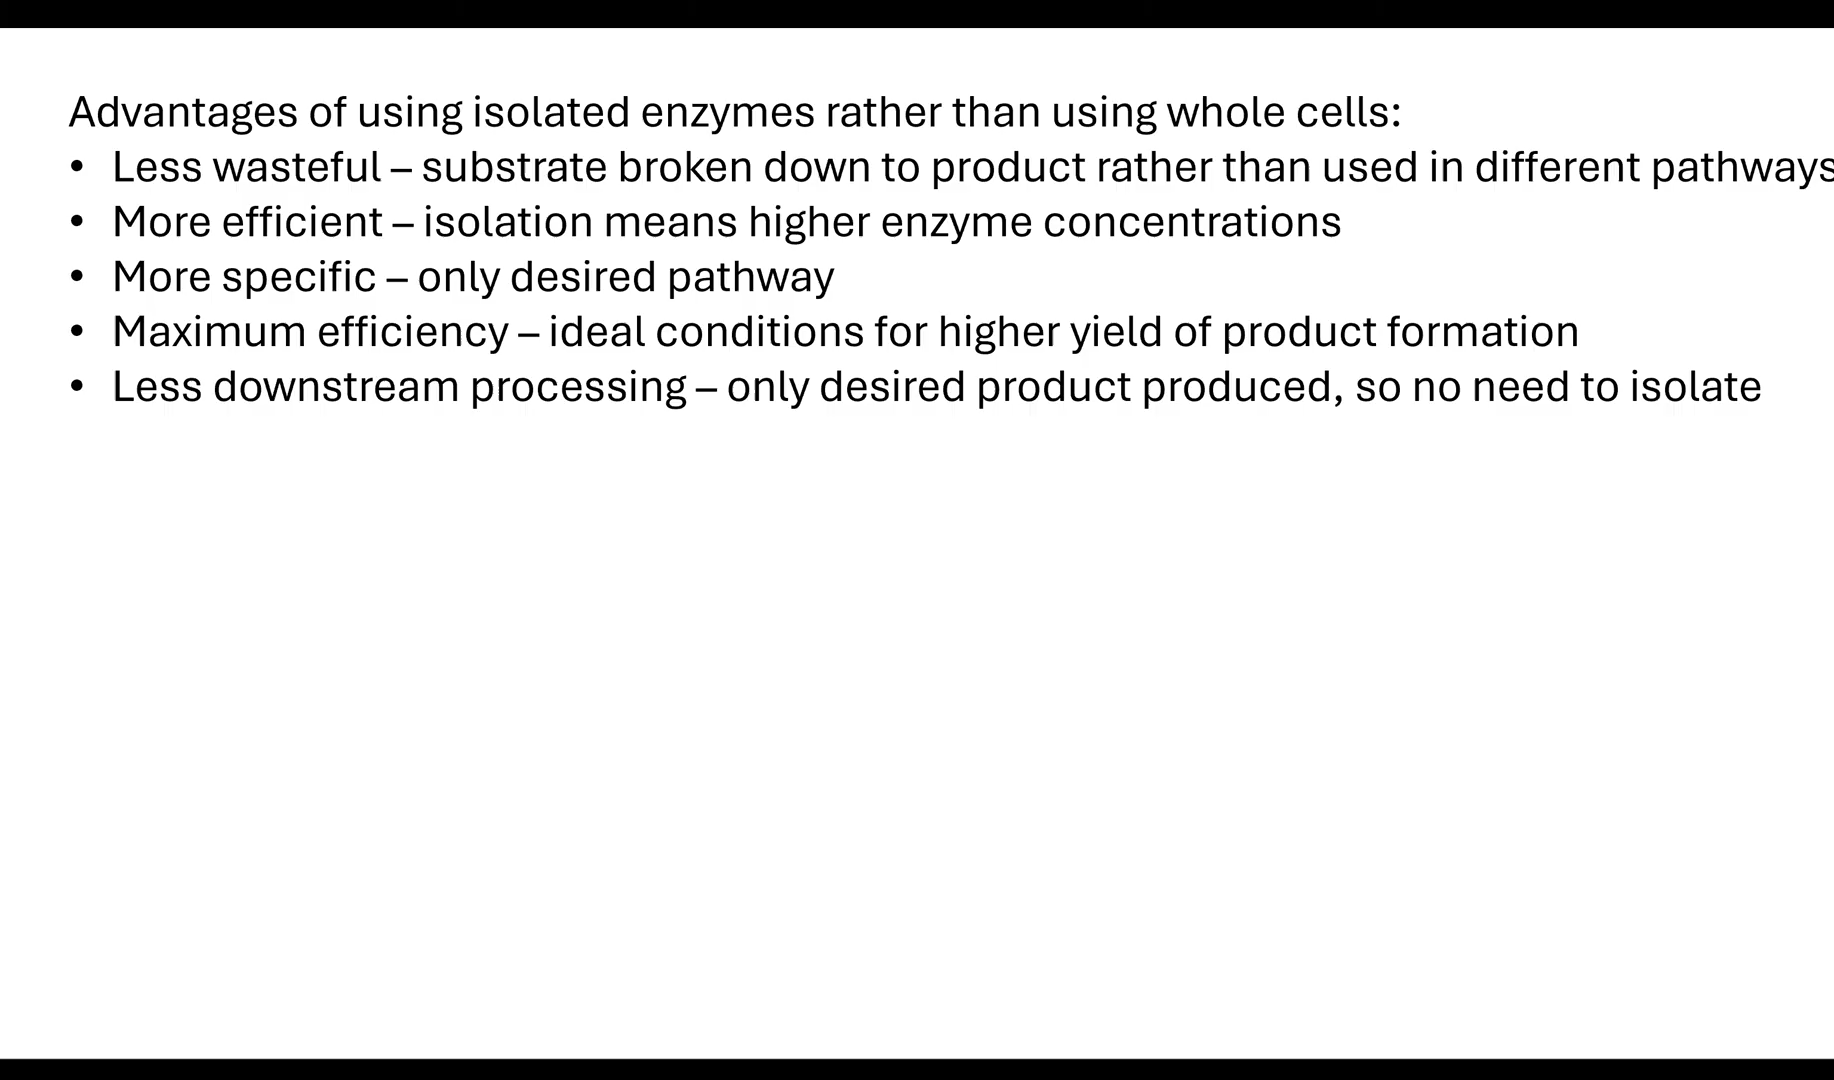 Advantages of using isolated enzymes rather than using whole cells:
• Less wasteful – substrate broken down to product rather than used in different pathways
• More efficient – isolation means higher enzyme concentrations
• More specific – only desired pathway
• Maximum efficiency – ideal conditions for higher yield of product formation
• Less downstream processing – only desired product produced, so no need to isolate